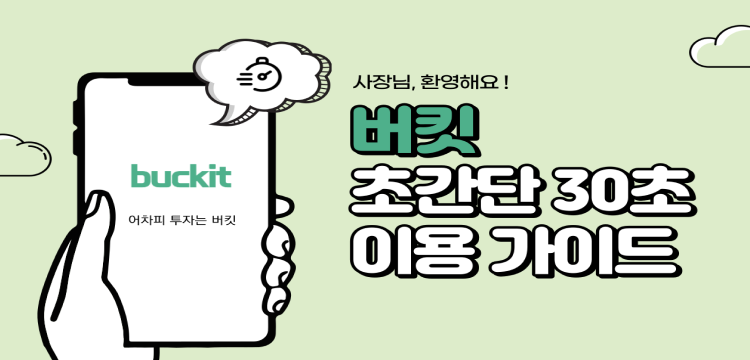 사장님, 환영해요!
버킷
초간단 30초
이용 가이드
buckit
어차피 투자는 버킷